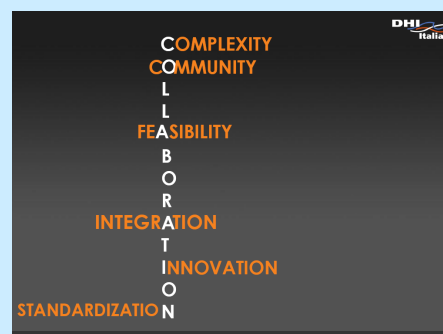 DHI
Italia
COMPLEXITY
COMMUNITY
L
L
FEASIBILITY
B
O
R
INTEGRATION
T
INNOVATION
O
STANDARDIZATION